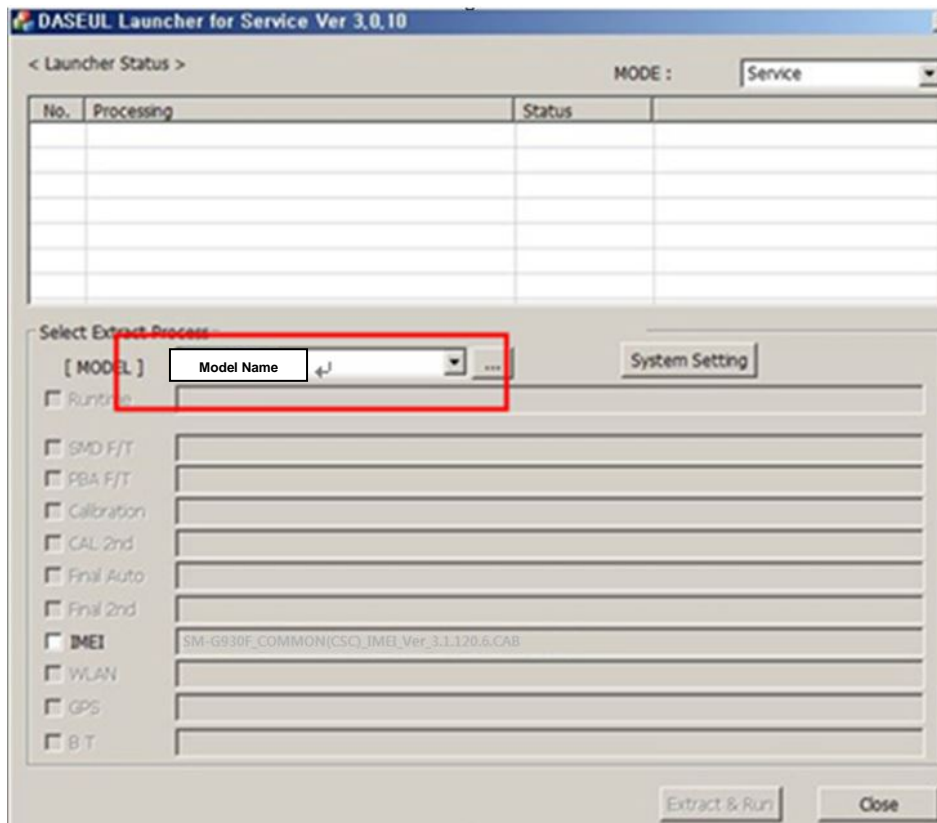 DASEUL Launcher for Service Ver 3,0,10
< Launcher Status >
MODE : Service
No. Processing Status
Select Extract Process
[ MODEL ] Model Name ↵ ... System Setting
Runtime
SMD F/T
PBA F/T
Calibration
CAL 2nd
Final Auto
Final 2nd
IMEI SM-G930F_COMMON(CSC)_IMEI_Ver_3.1.120.6.CAB
WLAN
GPS
B T
Extract & Run Close